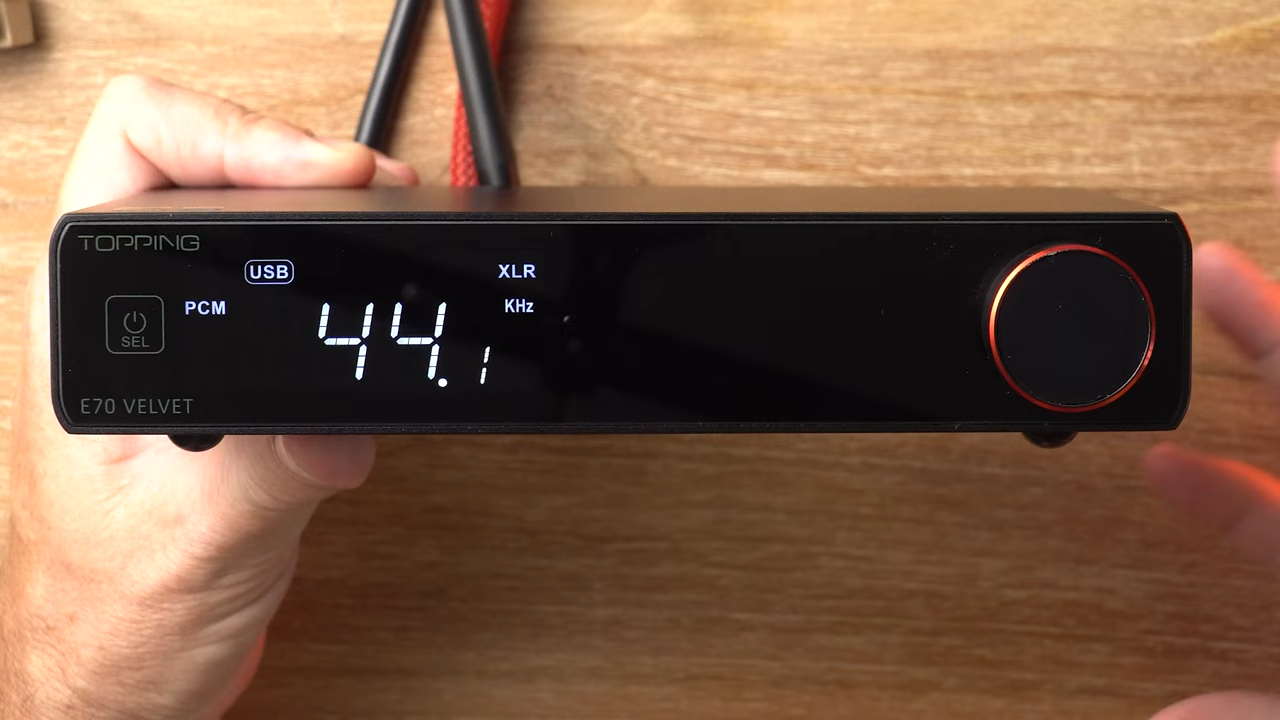 TOPPING
USB XLR
PCM KHz
44.1
SEL
E70 VELVET